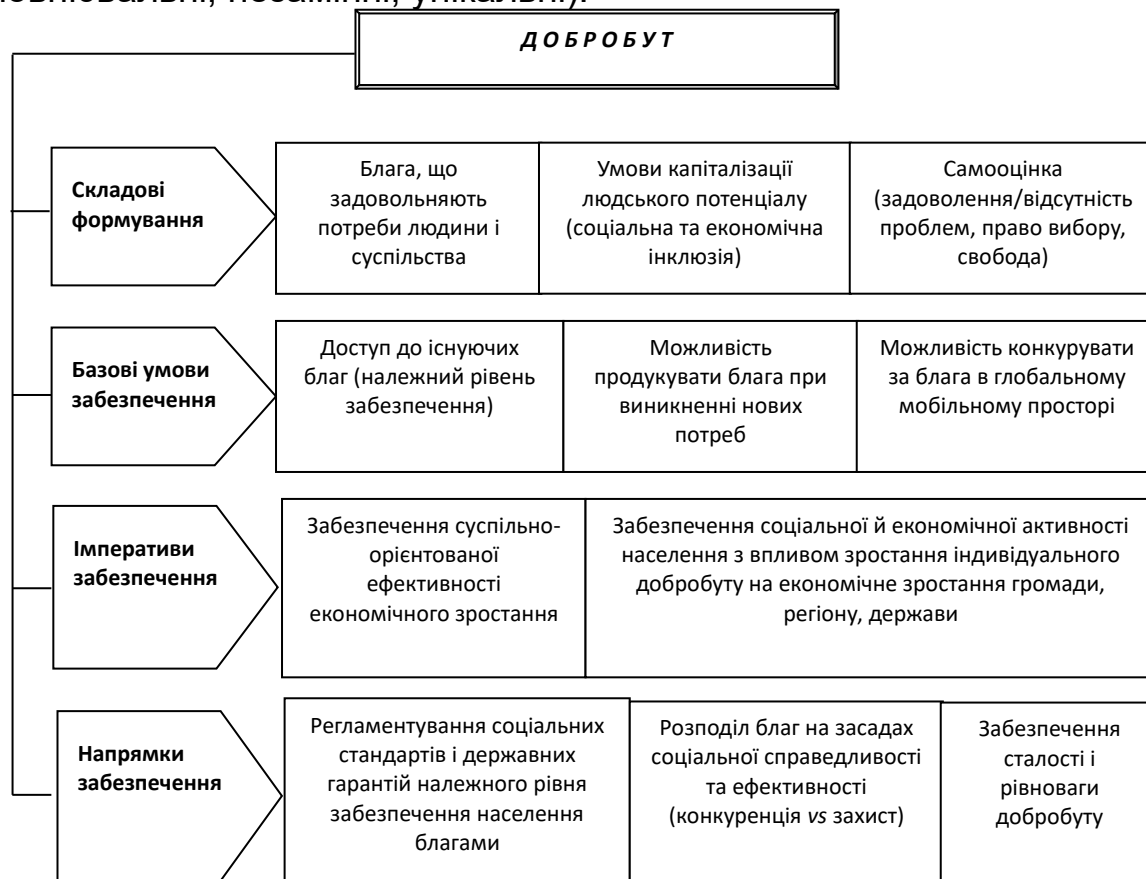 незамінні, унікальні).
Д О Б Р О Б У Т
Складові
формування
Блага, що
задовольняють
потреби людини і
суспільства
Умови капіталізації
людського потенціалу
(соціальна та економічна
інклюзія)
Самооцінка
(задоволення/відсутність
проблем, право вибору,
свобода)
Базові умови
забезпечення
Доступ до існуючих
благ (належний рівень
забезпечення)
Можливість
продукувати блага при
виникненні нових
потреб
Можливість конкурувати
за блага в глобальному
мобільному просторі
Імперативи
забезпечення
Забезпечення суспільно-
орієнтованої
ефективності
економічного зростання
Забезпечення соціальної й економічної активності
населення з впливом зростання індивідуального
добробуту на економічне зростання громади,
регіону, держави
Напрямки
забезпечення
Регламентування соціальних
стандартів і державних
гарантій належного рівня
забезпечення населення
благами
Розподіл благ на засадах
соціальної справедливості
та ефективності
(конкуренція vs захист)
Забезпечення
сталості і
рівноваги
добробуту